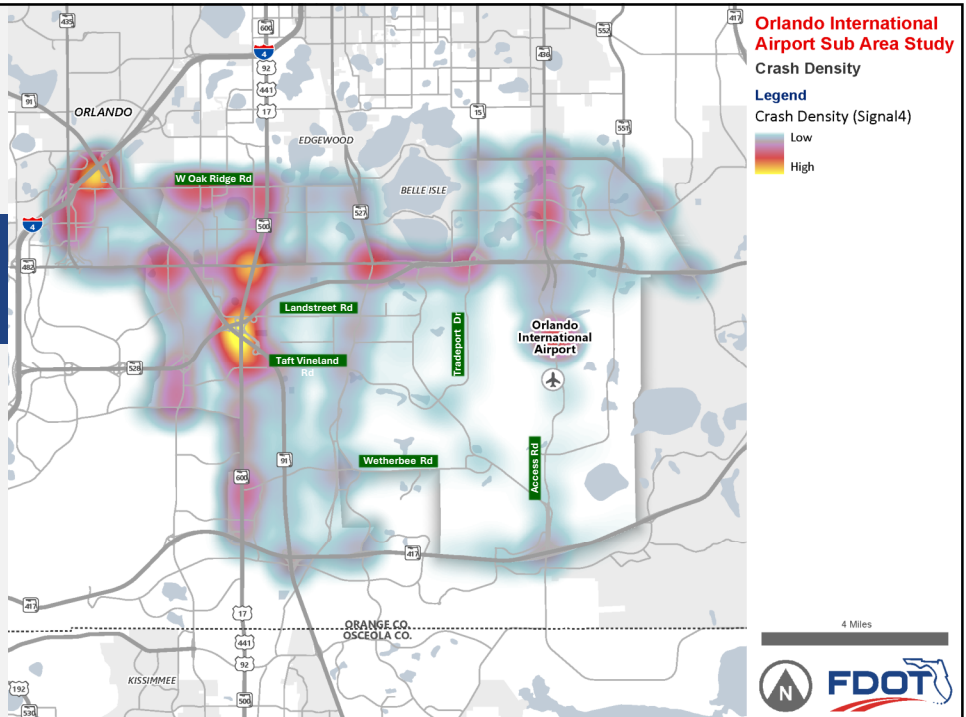 435
600
4
92
441
17
436
552
417
91
ORLANDO
15
551
EDGEWOOD
W Oak Ridge Rd
BELLE ISLE
527
4
500
482
Landstreet Rd
Tradeport Dr
Orlando
International
Airport
528
Taft Vineland
Rd
91
Wetherbee Rd
Access Rd
600
417
417
17
ORANGE CO.
OSCEOLA CO.
441
92
KISSIMMEE
192
500
530
Orlando International
Airport Sub Area Study
Crash Density
Legend
Crash Density (Signal4)
Low
High
4 Miles
N
FDOT